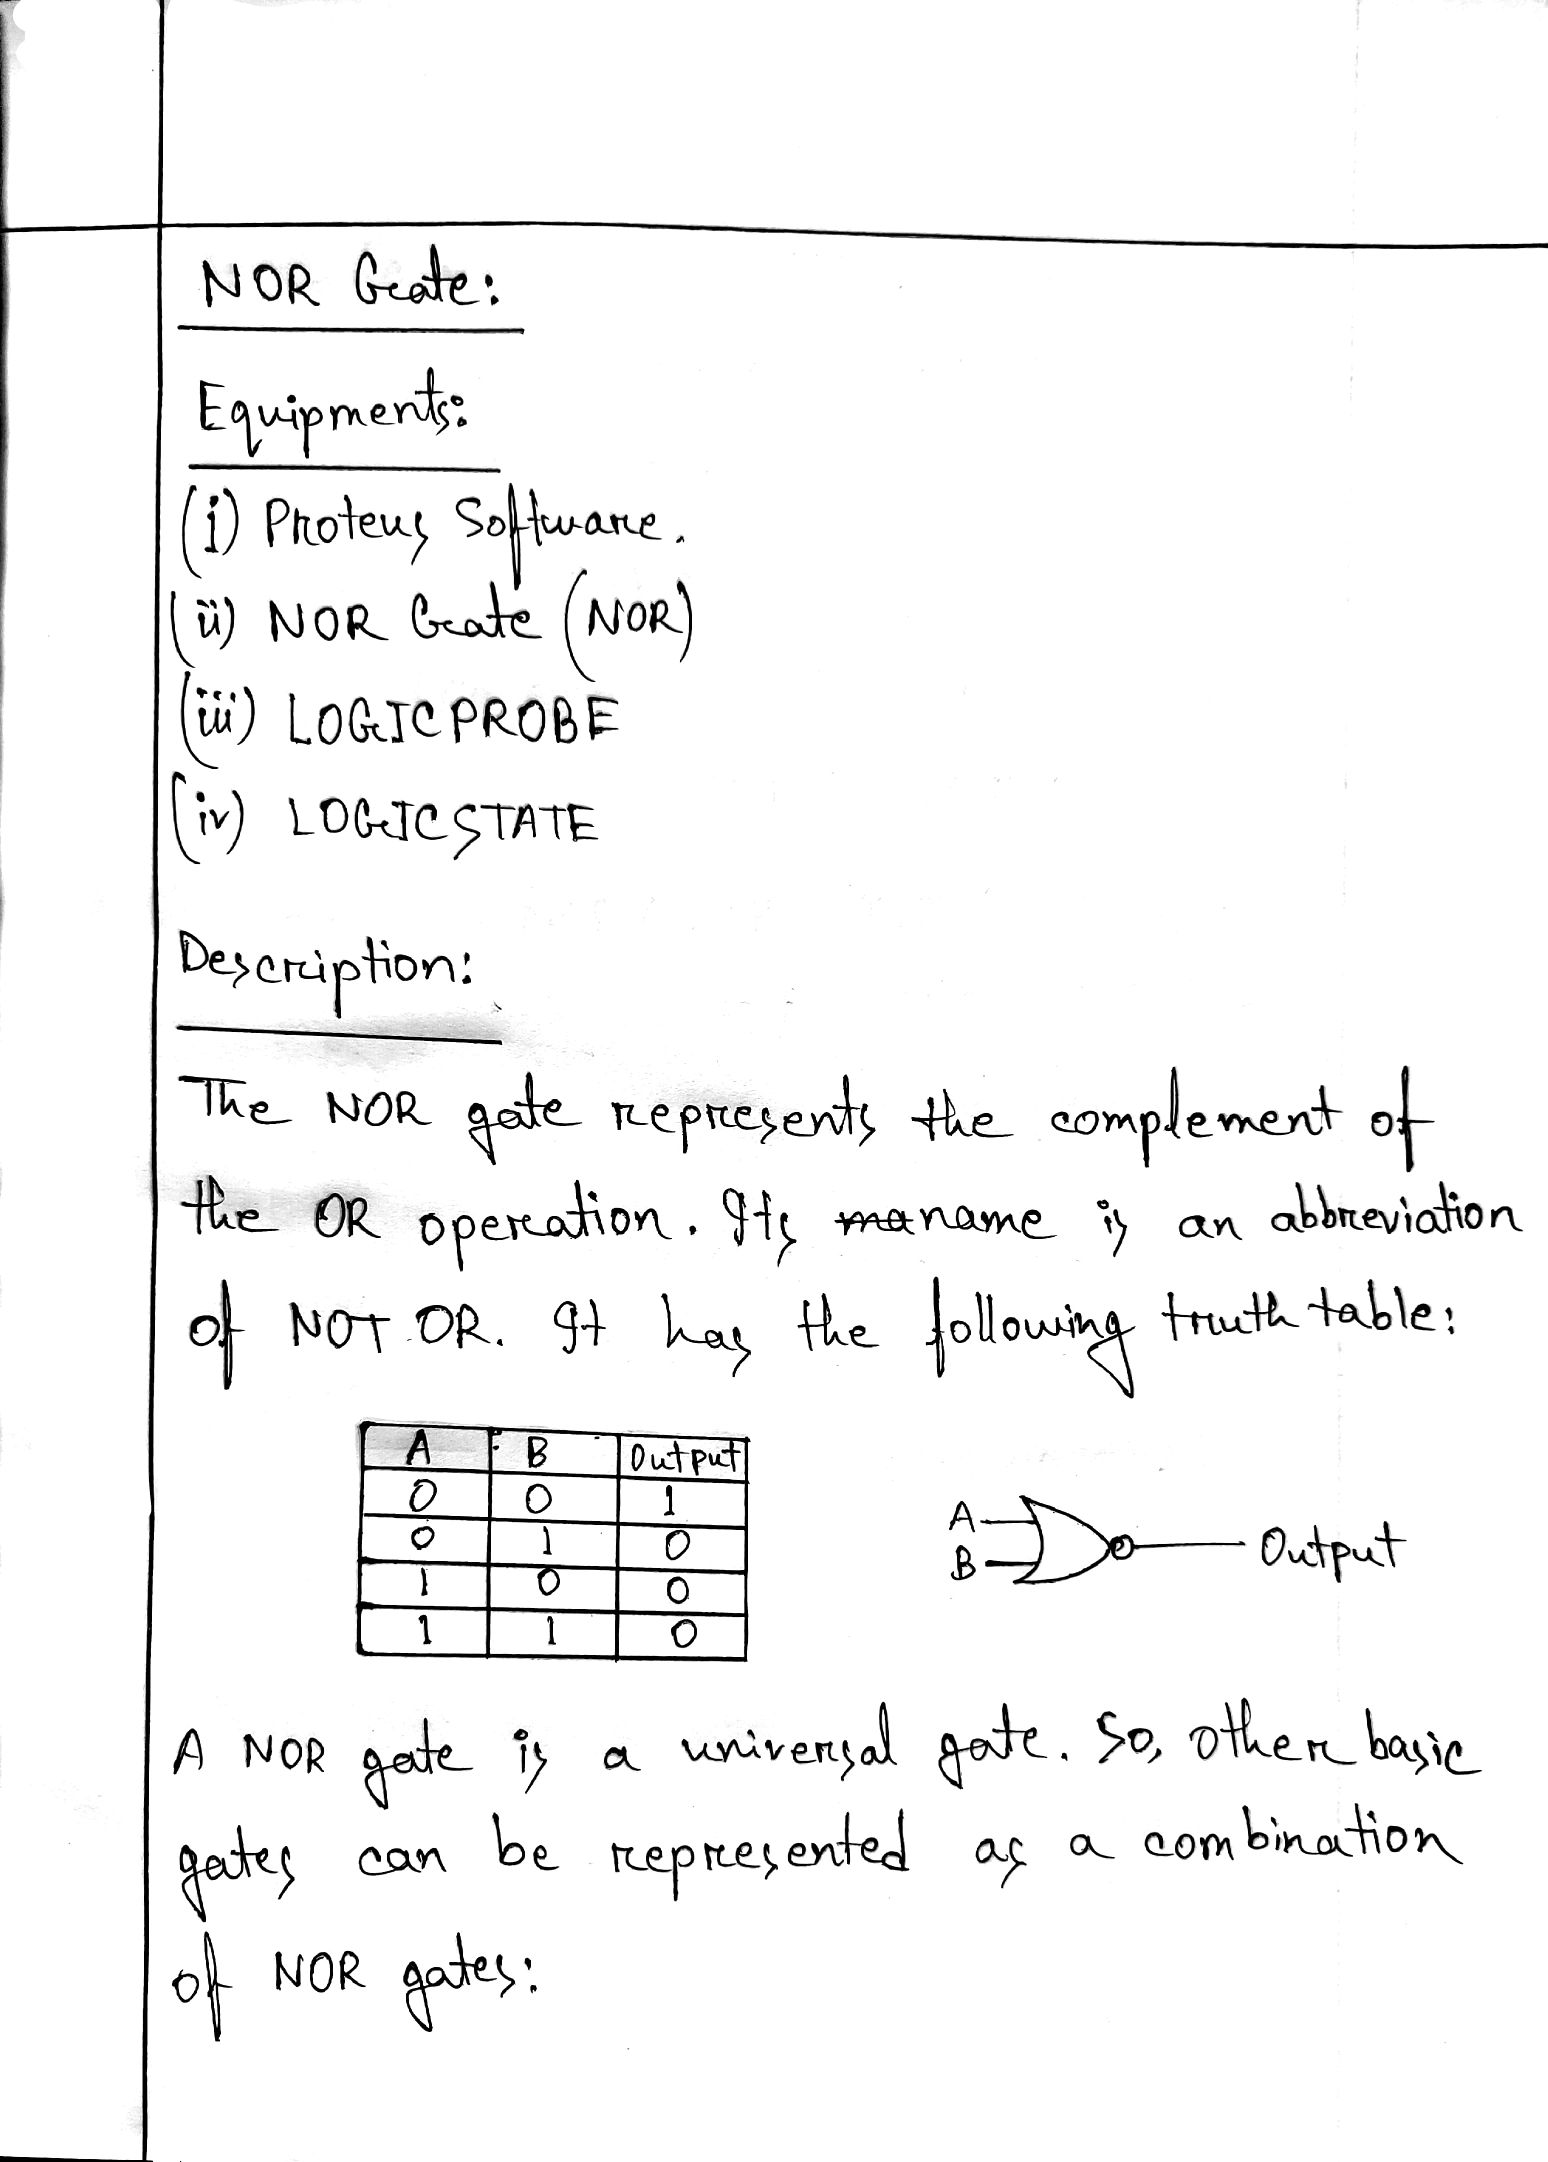 NOR Gate:
Equipments:
(i) Proteus Software.
(ii) NOR Gate (NOR)
(iii) LOGICPROBE
(iv) LOGICSTATE
Description:
The NOR gate represents the complement of
the OR operation. Its ma name is an abbreviation
of NOT OR. It has the following truth table:
A B Output
0 0 1
0 1 0
1 0 0
1 1 0
A
B
Output
A NOR gate is a universal gate. So, other basic
gates can be represented as a combination
of NOR gates: